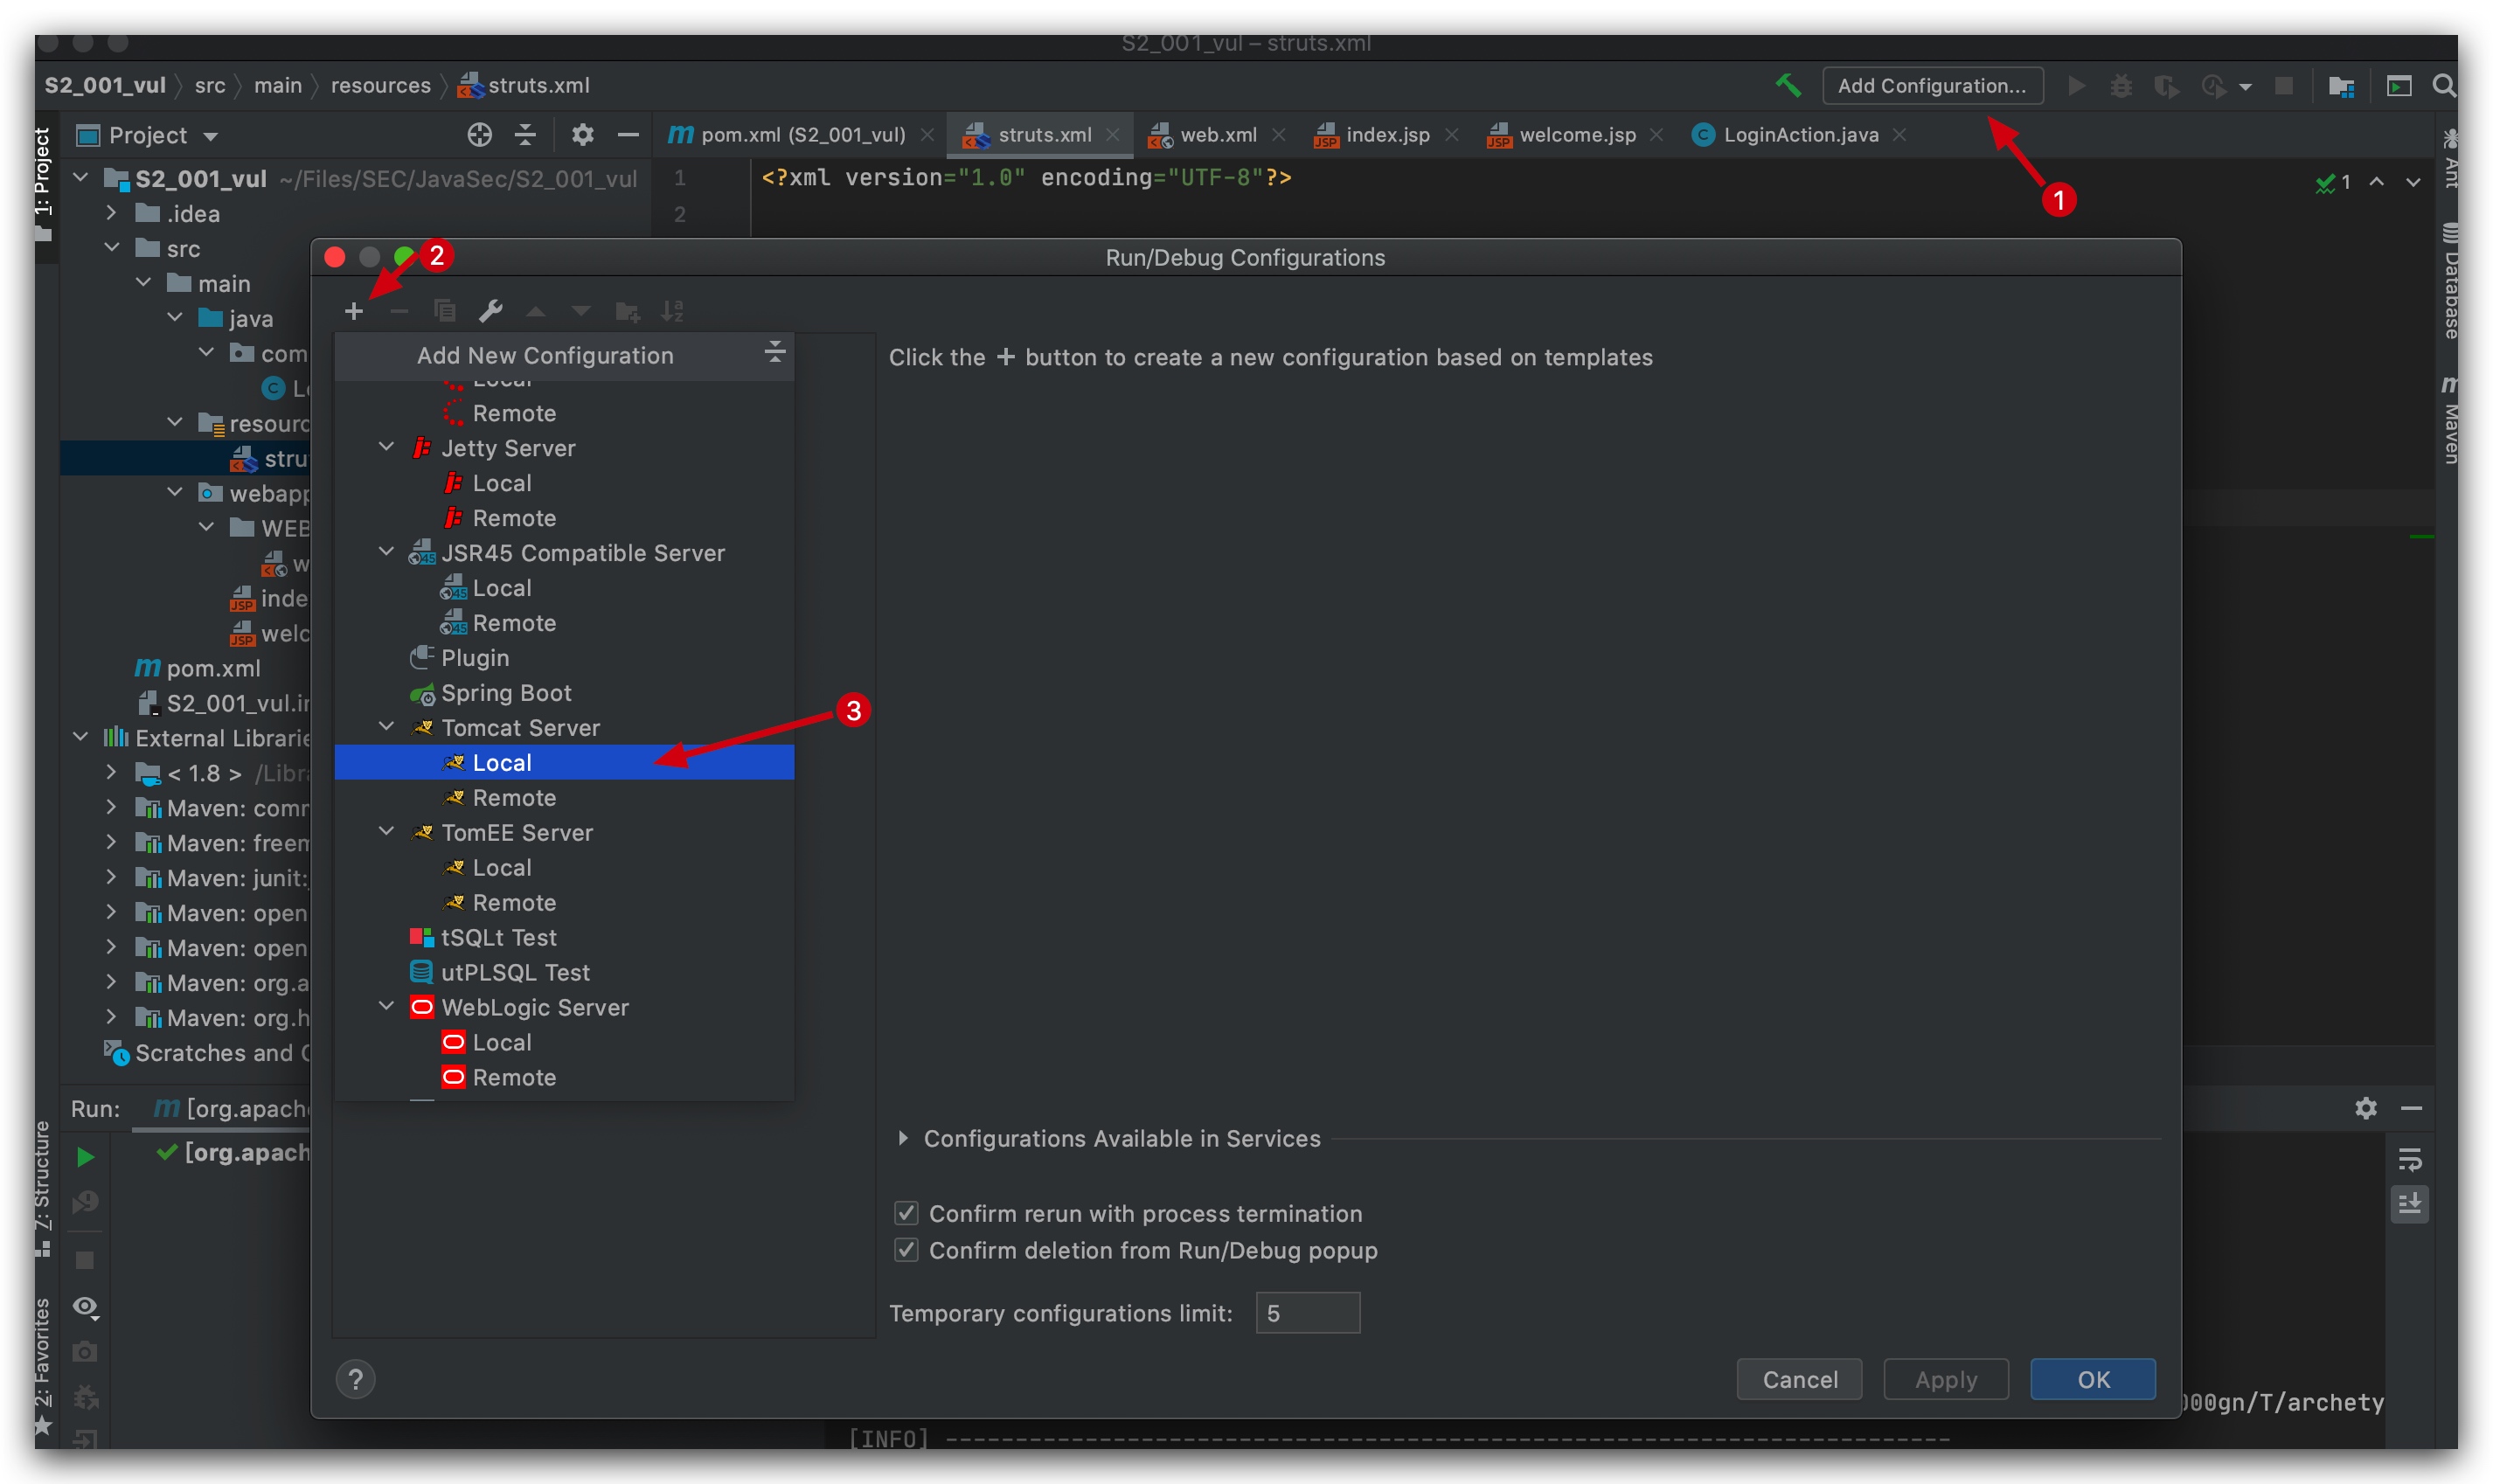 S2_001_vul – struts.xml
S2_001_vul src main resources struts.xml
Add Configuration...
1: Project
Project
pom.xml (S2_001_vul)
struts.xml
web.xml
index.jsp
welcome.jsp
LoginAction.java
S2_001_vul ~/Files/SEC/JavaSec/S2_001_vul
.idea
src
main
java
com
resourc
stru
webapp
WEB
w
inde
welc
pom.xml
S2_001_vul.i
External Librarie
< 1.8 > /Libr
Maven: com
Maven: freem
Maven: junit:
Maven: open
Maven: open
Maven: org.a
Maven: org.h
Scratches and C
1 <?xml version="1.0" encoding="UTF-8"?>
2
1
Ant
Database
Maven
1
2
3
Run/Debug Configurations
Add New Configuration
Local
Remote
Jetty Server
Local
Remote
JSR45 Compatible Server
Local
Remote
Plugin
Spring Boot
Tomcat Server
Local
Remote
TomEE Server
Local
Remote
tSQLt Test
utPLSQL Test
WebLogic Server
Local
Remote
Click the + button to create a new configuration based on templates
Configurations Available in Services
Confirm rerun with process termination
Confirm deletion from Run/Debug popup
Temporary configurations limit: 5
?
Cancel
Apply
OK
Run: [org.apach
[org.apach
7: Structure
2: Favorites
00gn/T/archety
[INFO] ------------------------------------------------------------------------